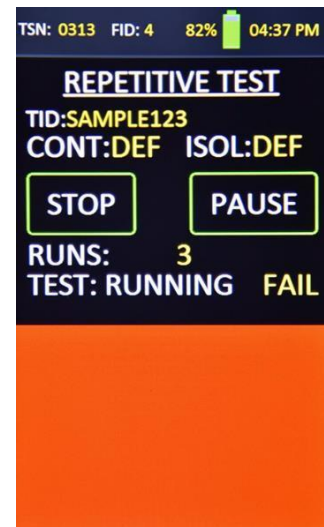 TSN: 0313 FID: 4 82% 04:37 PM
REPETITIVE TEST
TID:SAMPLE123
CONT:DEF ISOL:DEF
STOP PAUSE
RUNS: 3
TEST: RUNNING FAIL